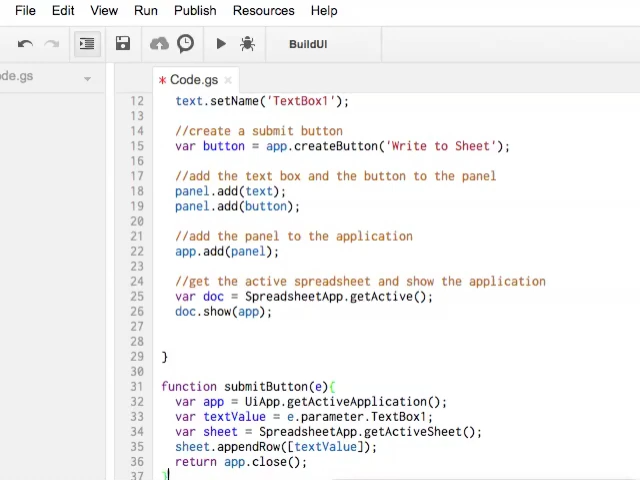 File Edit View Run Publish Resources Help
BuildUI
ode.gs
* Code.gs ×
12 text.setName('TextBox1');
13
14 //create a submit button
15 var button = app.createButton('Write to Sheet');
16
17 //add the text box and the button to the panel
18 panel.add(text);
19 panel.add(button);
20
21 //add the panel to the application
22 app.add(panel);
23
24 //get the active spreadsheet and show the application
25 var doc = SpreadsheetApp.getActive();
26 doc.show(app);
27
28
29 }
30
31 function submitButton(e){
32 var app = UiApp.getActiveApplication();
33 var textValue = e.parameter.TextBox1;
34 var sheet = SpreadsheetApp.getActiveSheet();
35 sheet.appendRow([textValue]);
36 return app.close();
37 }